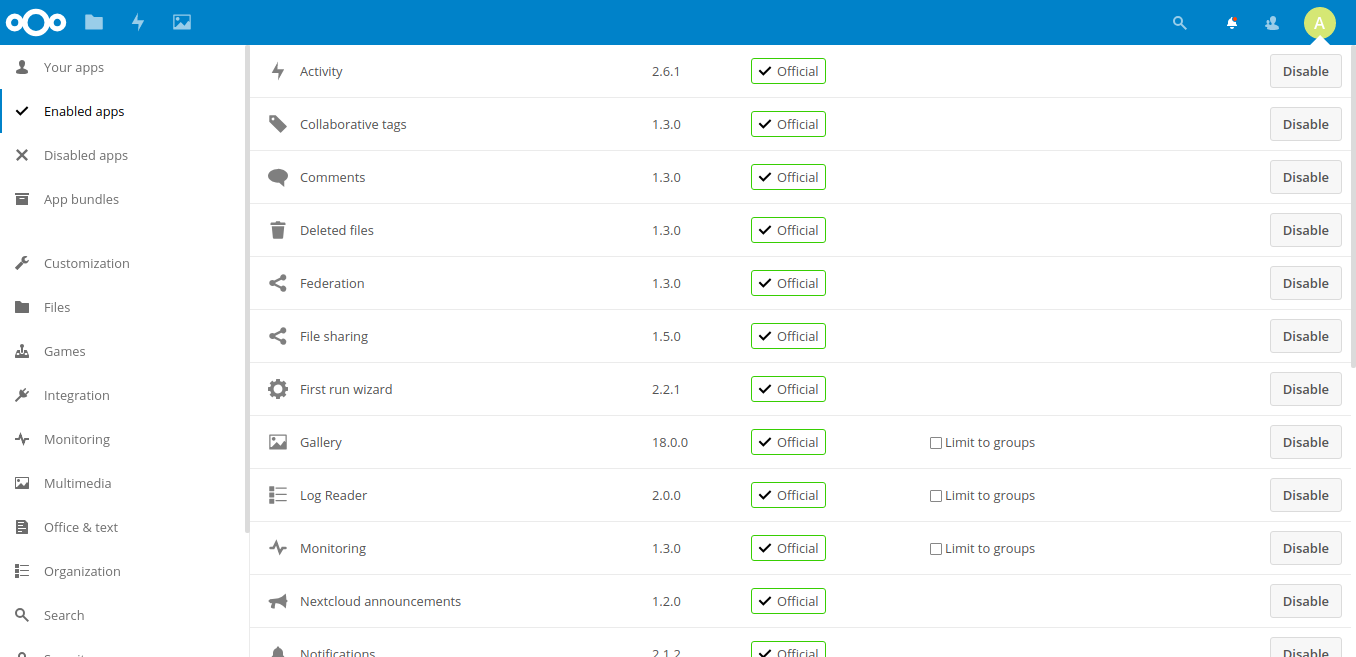 A
Your apps
Enabled apps
Disabled apps
App bundles
Customization
Files
Games
Integration
Monitoring
Multimedia
Office & text
Organization
Search
Activity 2.6.1 Official Disable
Collaborative tags 1.3.0 Official Disable
Comments 1.3.0 Official Disable
Deleted files 1.3.0 Official Disable
Federation 1.3.0 Official Disable
File sharing 1.5.0 Official Disable
First run wizard 2.2.1 Official Disable
Gallery 18.0.0 Official Limit to groups Disable
Log Reader 2.0.0 Official Limit to groups Disable
Monitoring 1.3.0 Official Limit to groups Disable
Nextcloud announcements 1.2.0 Official Disable
Notifications 2.1.2 Official Disable